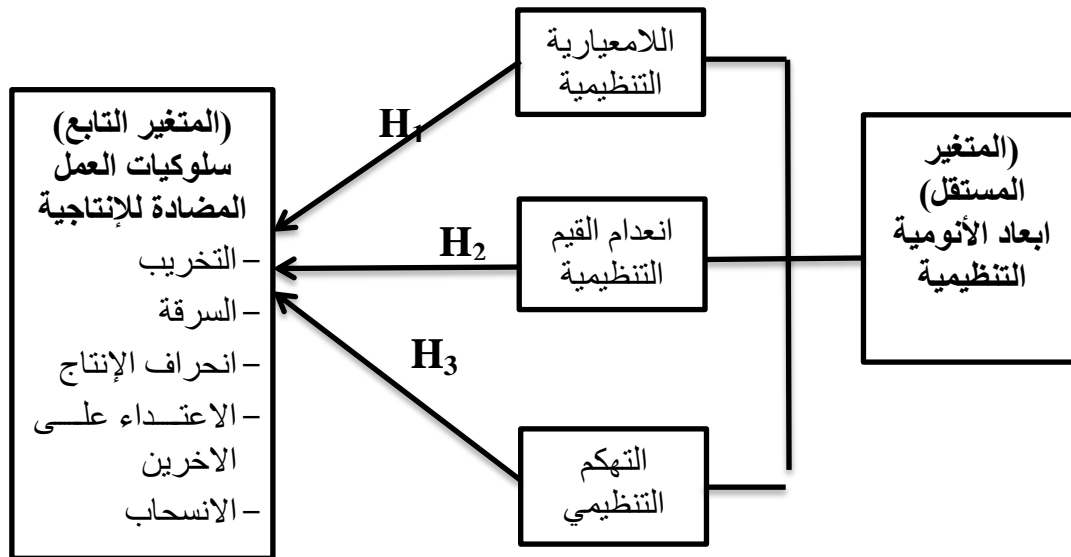 (المتغير
المستقل)
ابعاد الأنومية
التنظيمية
اللامعيارية
التنظيمية
انعدام القيم
التنظيمية
التهكم
التنظيمي
H1
H2
H3
(المتغير التابع)
سلوكيات العمل
المضادة للإنتاجية
- التخريب
- السرقة
- انحراف الإنتاج
- الاعتداء على
الاخرين
- الانسحاب